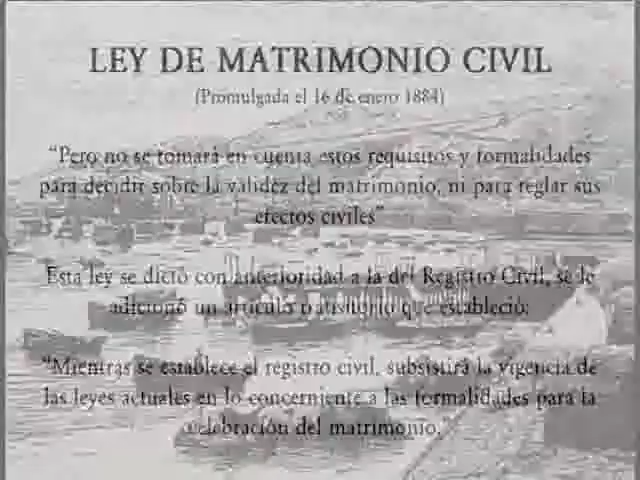 LEY DE MATRIMONIO CIVIL
(Promulgada el 16 de enero 1884)
“Pero no se tomará en cuenta estos requisitos y formalidades
para decidir sobre la validez del matrimonio, ni para reglar sus
efectos civiles”
Esta ley se dictó con anterioridad a la del Registro Civil, se le
adicionó un artículo transitorio que estableció:
“Mientras se establece el registro civil, subsistirá la vigencia de
las leyes actuales en lo concerniente a las formalidades para la
celebración del matrimonio.